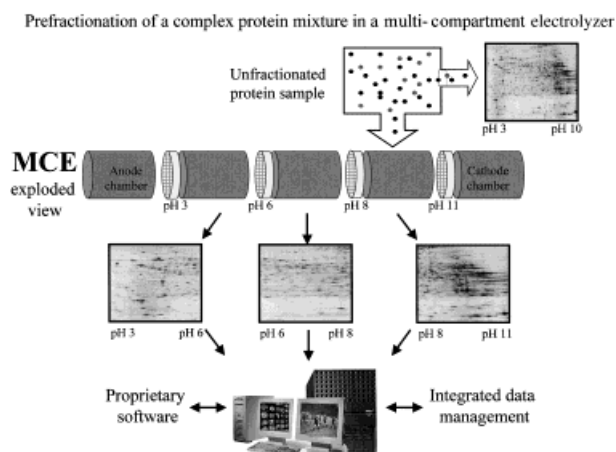 Prefractionation of a complex protein mixture in a multi- compartment electrolyzer
Unfractionated
protein sample
pH 3 pH 10
MCE
exploded
view
Anode
chamber
Cathode
chamber
pH 3 pH 6 pH 8 pH 11
pH 3 pH 6 pH 6 pH 8 pH 8 pH 11
Proprietary
software
Integrated data
management